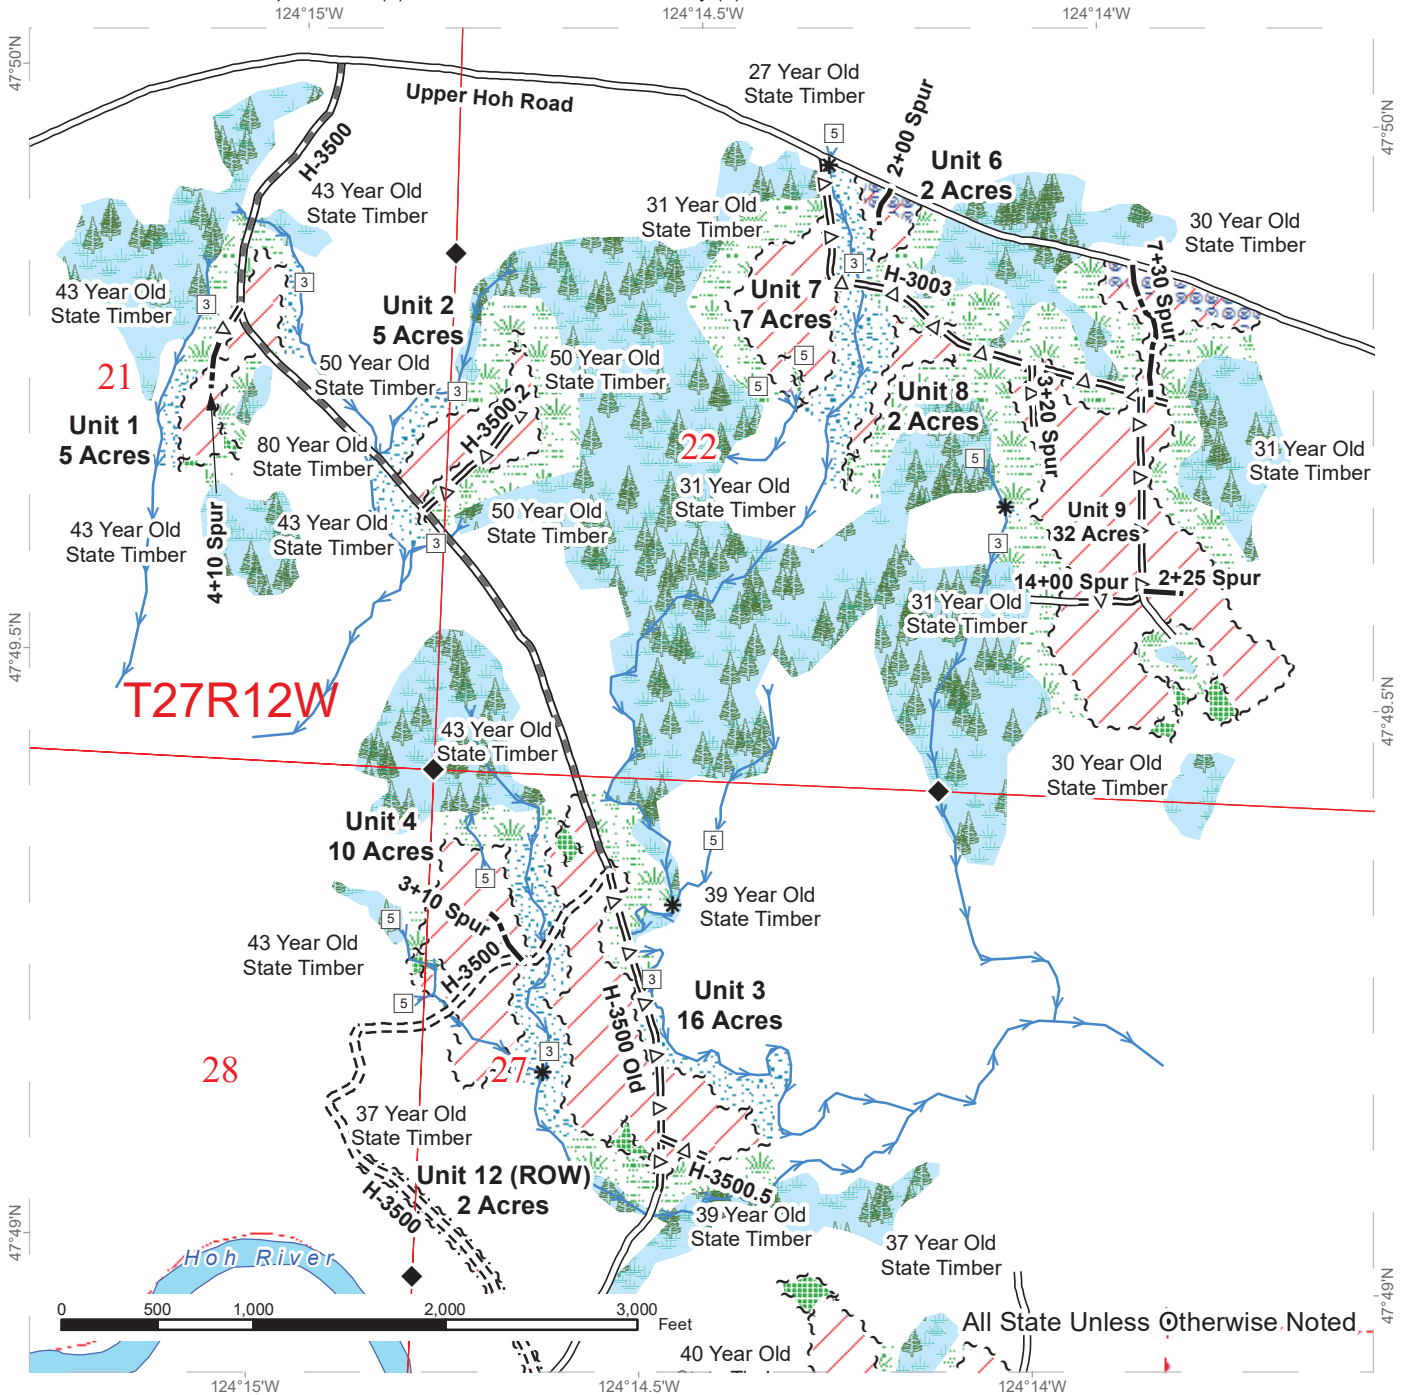 124°15'W
124°14.5'W
124°14'W
47°50'N
47°50'N
Upper Hoh Road
27 Year Old
State Timber
5
2+00 Spur
Unit 6
2 Acres
H-3500
43 Year Old
State Timber
31 Year Old
State Timber
30 Year Old
State Timber
7+30 Spur
3
H-3003
43 Year Old
State Timber
3
3
Unit 2
5 Acres
Unit 7
7 Acres
50 Year Old
State Timber
50 Year Old
State Timber
5
5
3
21
Unit 8
2 Acres
3+20 Spur
H-3500.2
Unit 1
5 Acres
80 Year Old
State Timber
22
31 Year Old
State Timber
5
31 Year Old
State Timber
4+10 Spur
43 Year Old
State Timber
43 Year Old
State Timber
50 Year Old
State Timber
3
Unit 9
32 Acres
3
14+00 Spur
2+25 Spur
31 Year Old
State Timber
47°49.5'N
47°49.5'N
T27R12W
43 Year Old
State Timber
30 Year Old
State Timber
Unit 4
10 Acres
5
5
3+10 Spur
39 Year Old
State Timber
5
43 Year Old
State Timber
H-3500
5
3
Unit 3
16 Acres
H-3500 Old
28
27
3
37 Year Old
State Timber
Unit 12 (ROW)
2 Acres
H-3500
H-3500.5
39 Year Old
State Timber
37 Year Old
State Timber
47°49'N
47°49'N
Hoh River
0
500
1,000
2,000
3,000
Feet
All State Unless Otherwise Noted
40 Year Old
124°15'W
124°14.5'W
124°14'W